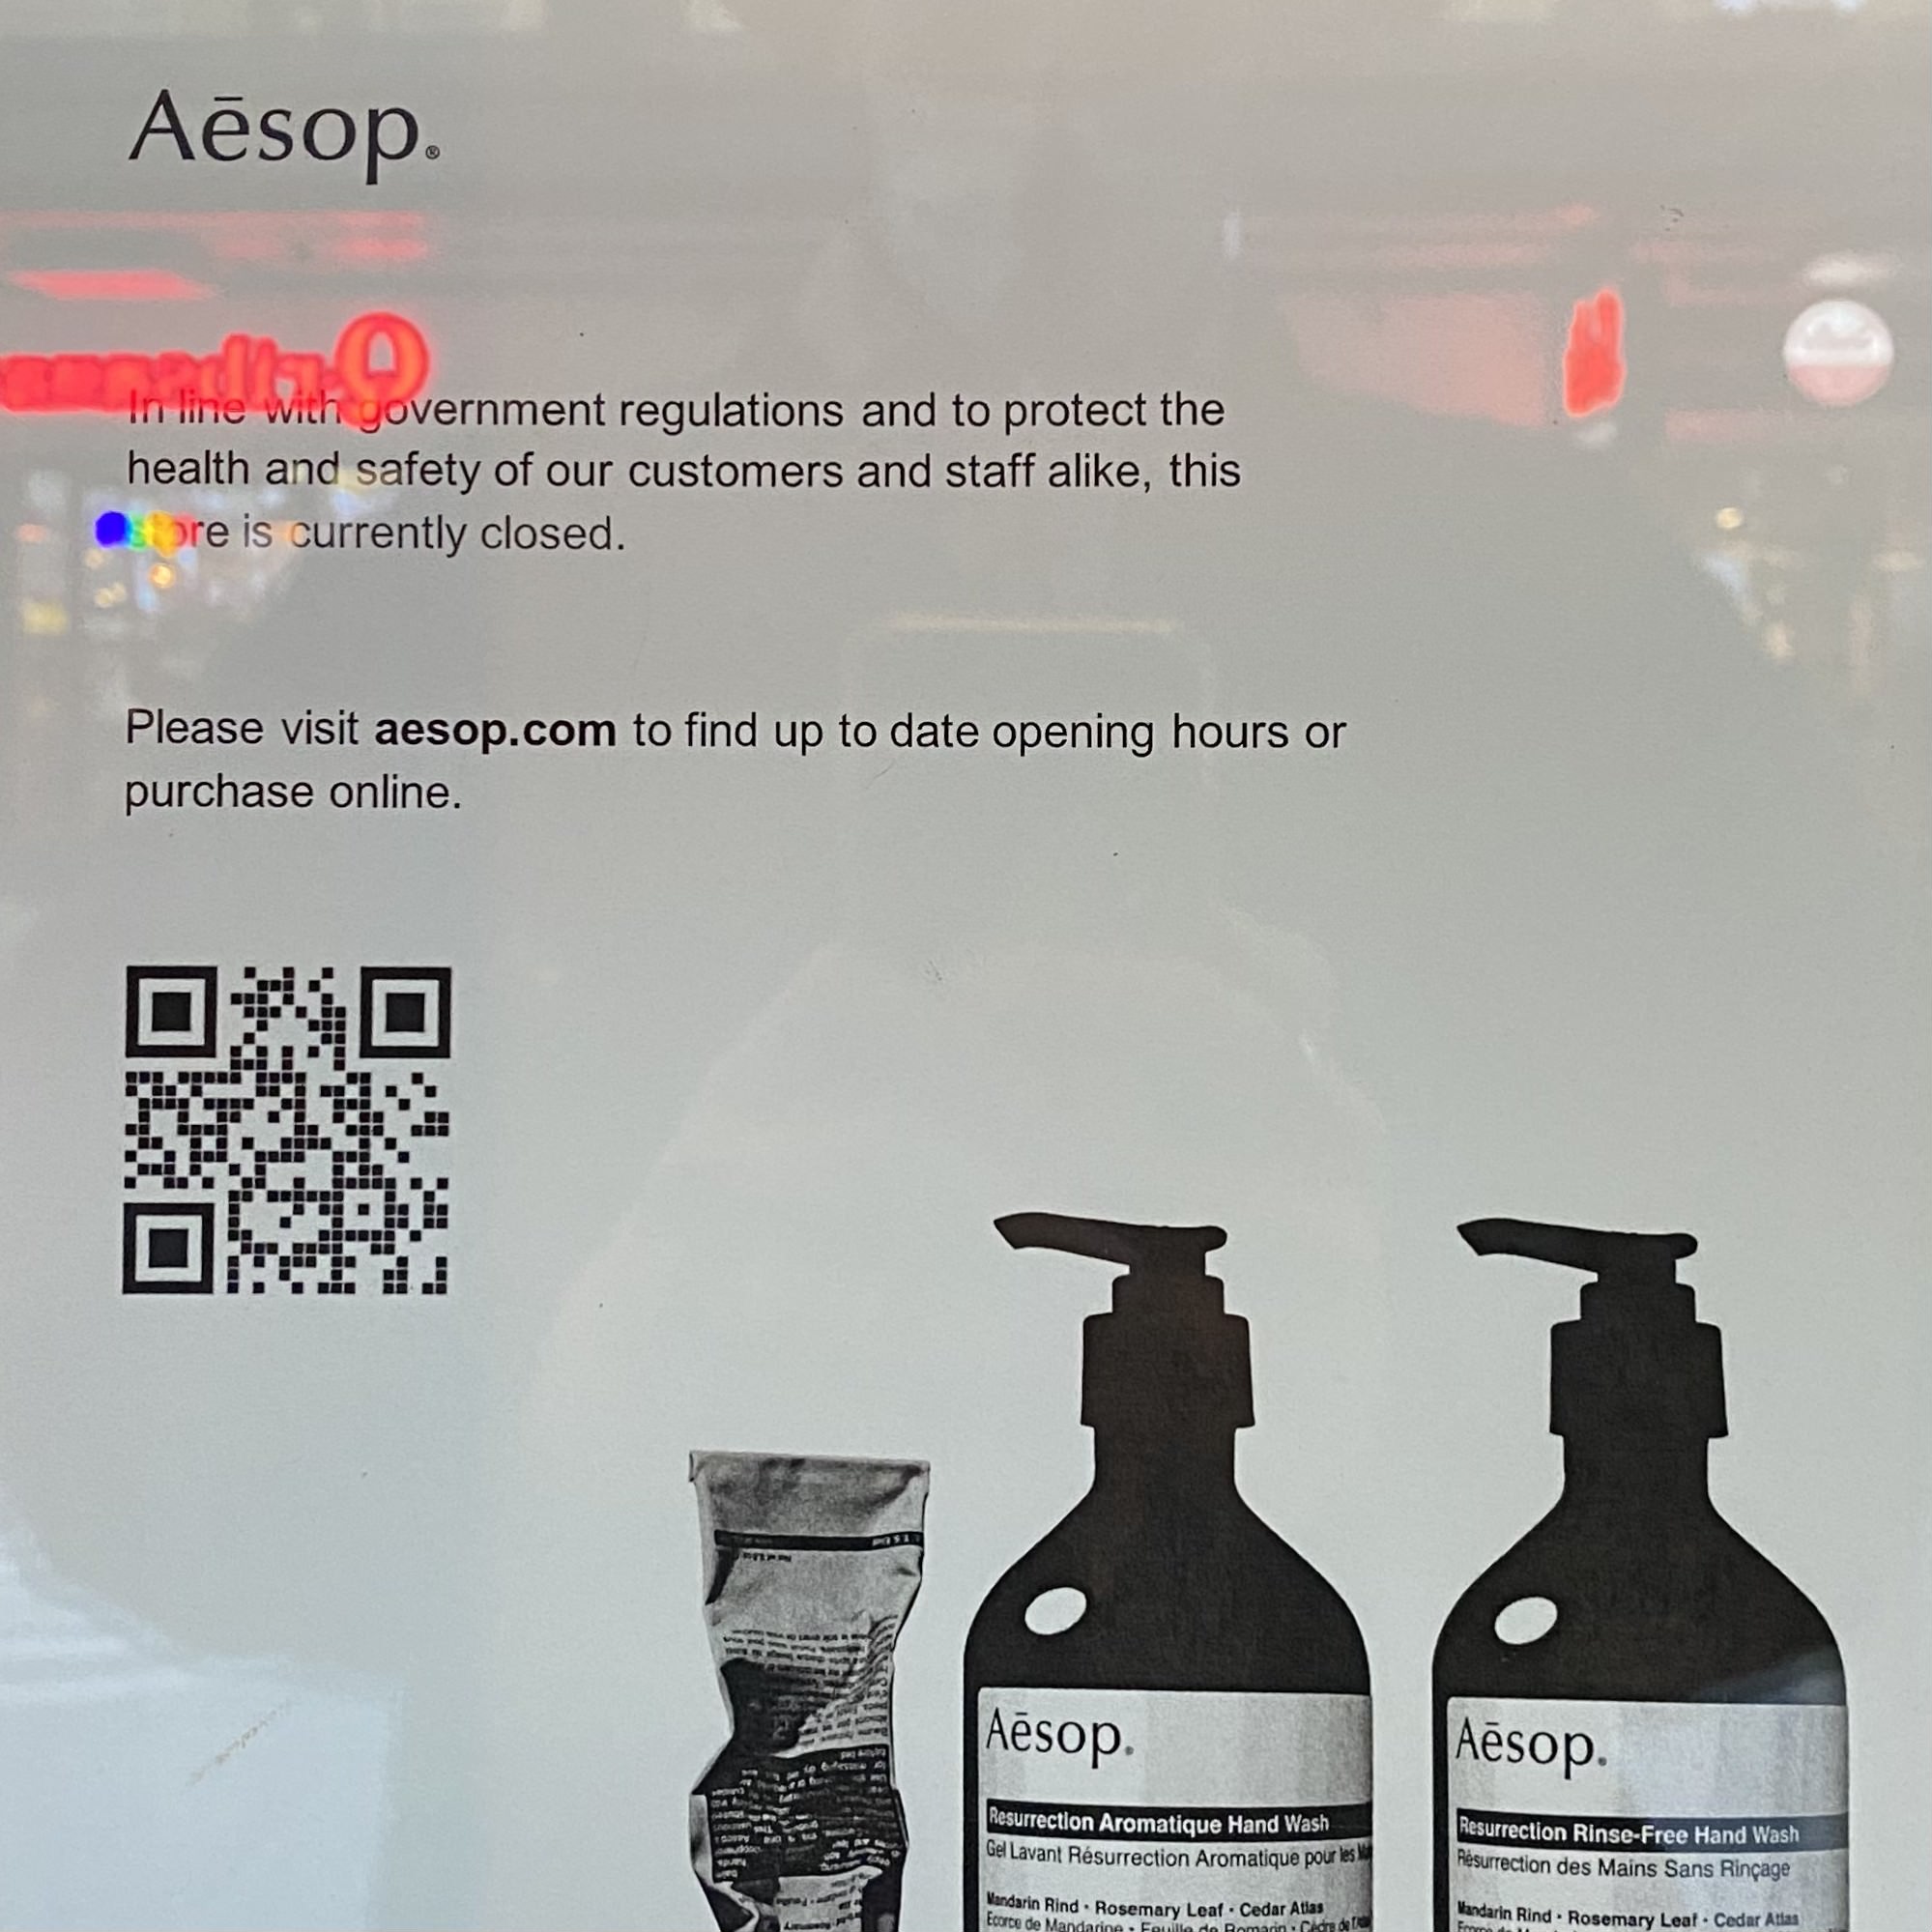 Aēsop.®
In line with government regulations and to protect the
health and safety of our customers and staff alike, this
store is currently closed.
Please visit aesop.com to find up to date opening hours or
purchase online.
Aēsop.
Resurrection Aromatique Hand Wash
Gel Lavant Résurrection Aromatique pour les
Mandarin Rind · Rosemary Leaf · Cedar Atlas
Écorce de Mandarine · Feuille de Romarin · Cèdre de
Aēsop.
Resurrection Rinse-Free Hand Wash
Résurrection des Mains Sans Rinçage
Mandarin Rind · Rosemary Leaf · Cedar Atlas